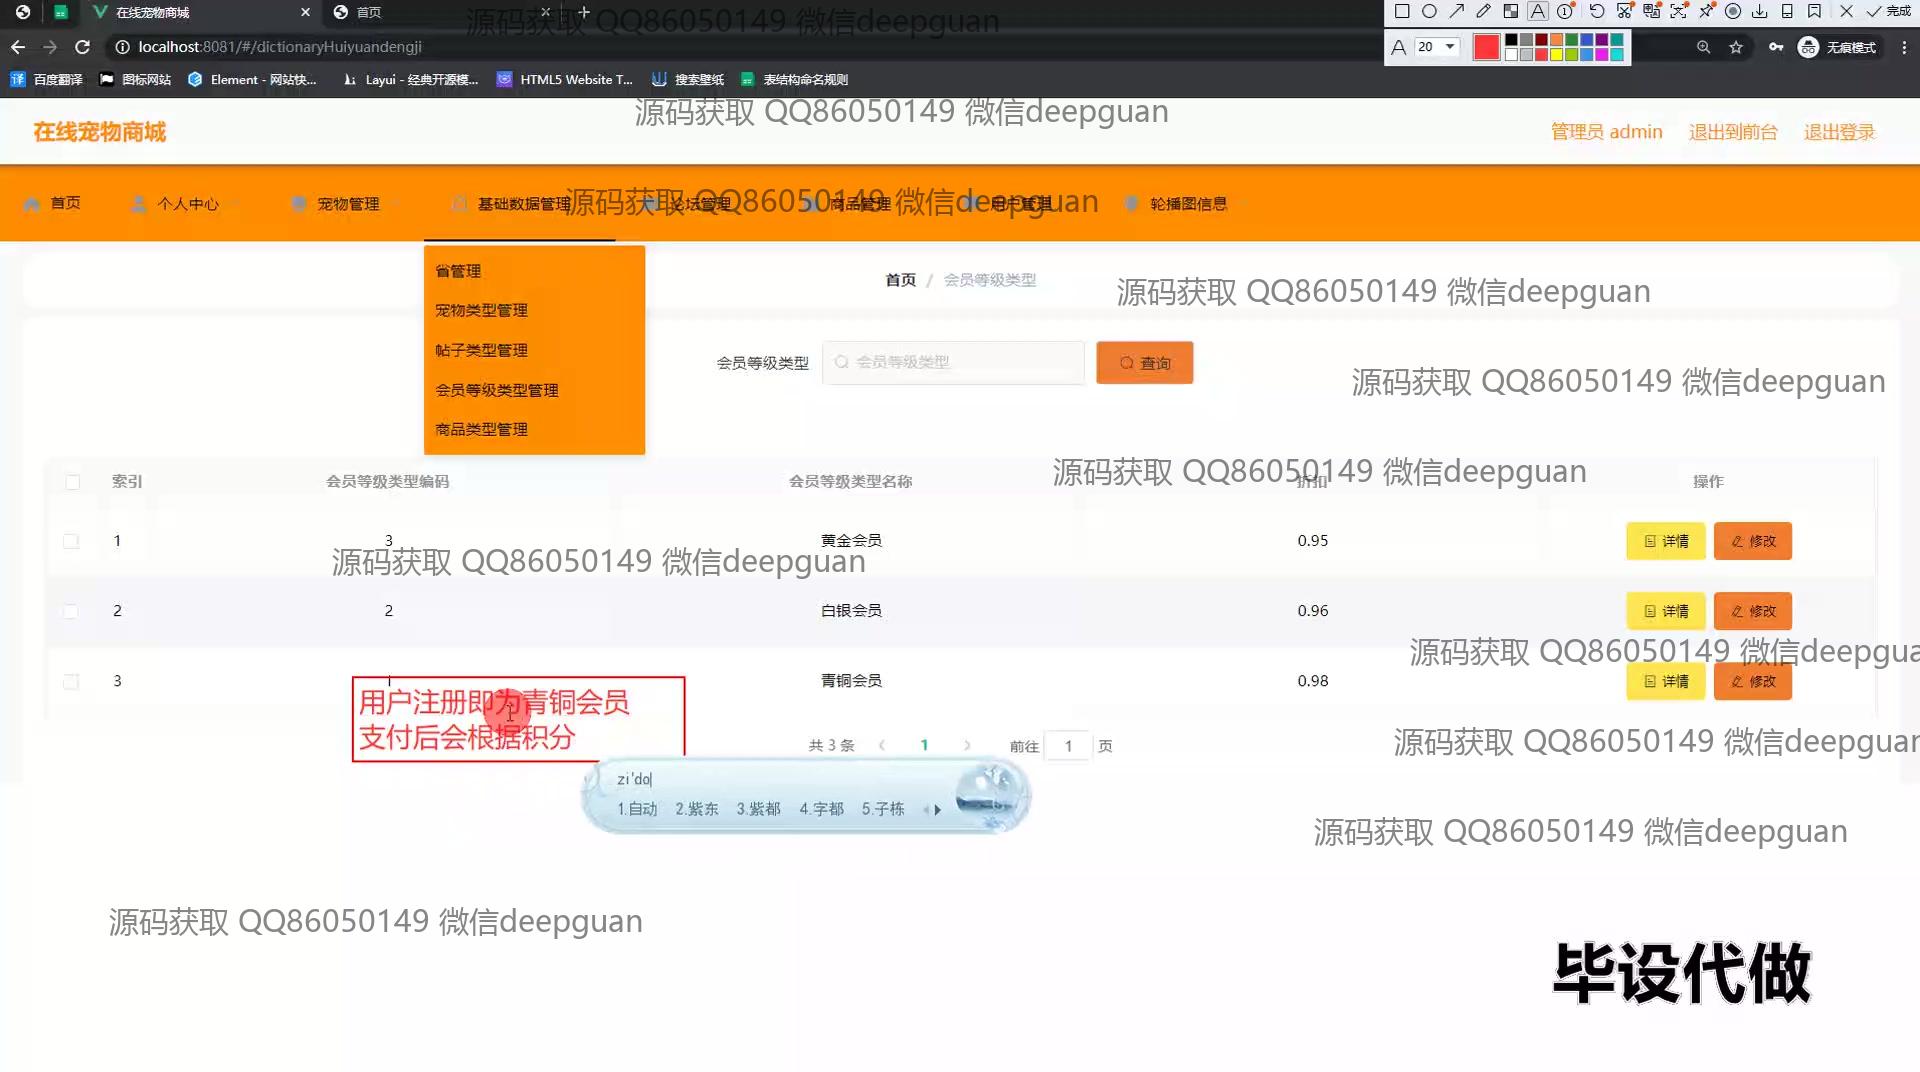 在线宠物商城
首页
源码获取 QQ86050149 微信deepguan
20
完成
localhost:8081/#/dictionaryHuiyuandengji
无痕模式
百度翻译
图标网站
Element - 网站快...
Layui - 经典开源模...
HTML5 Website T...
搜索壁纸
表结构命名规则
源码获取 QQ86050149 微信deepguan
在线宠物商城
管理员 admin
退出到前台
退出登录
首页
个人中心
宠物管理
基础数据管理
论坛管理
商品管理
用户管理
轮播图信息
源码获取 QQ86050149 微信deepguan
省管理
宠物类型管理
帖子类型管理
会员等级类型管理
商品类型管理
首页 / 会员等级类型
源码获取 QQ86050149 微信deepguan
会员等级类型
会员等级类型
查询
源码获取 QQ86050149 微信deepguan
索引
会员等级类型编码
会员等级类型名称
折扣
操作
源码获取 QQ86050149 微信deepguan
1
3
黄金会员
0.95
详情
修改
源码获取 QQ86050149 微信deepguan
2
2
白银会员
0.96
详情
修改
源码获取 QQ86050149 微信deepgua
3
1
青铜会员
0.98
详情
修改
用户注册即为青铜会员
支付后会根据积分
共 3 条
1
前往
1
页
源码获取 QQ86050149 微信deepguan
zi'do
1.自动 2.紫东 3.紫都 4.字都 5.子栋
源码获取 QQ86050149 微信deepguan
源码获取 QQ86050149 微信deepguan
毕设代做